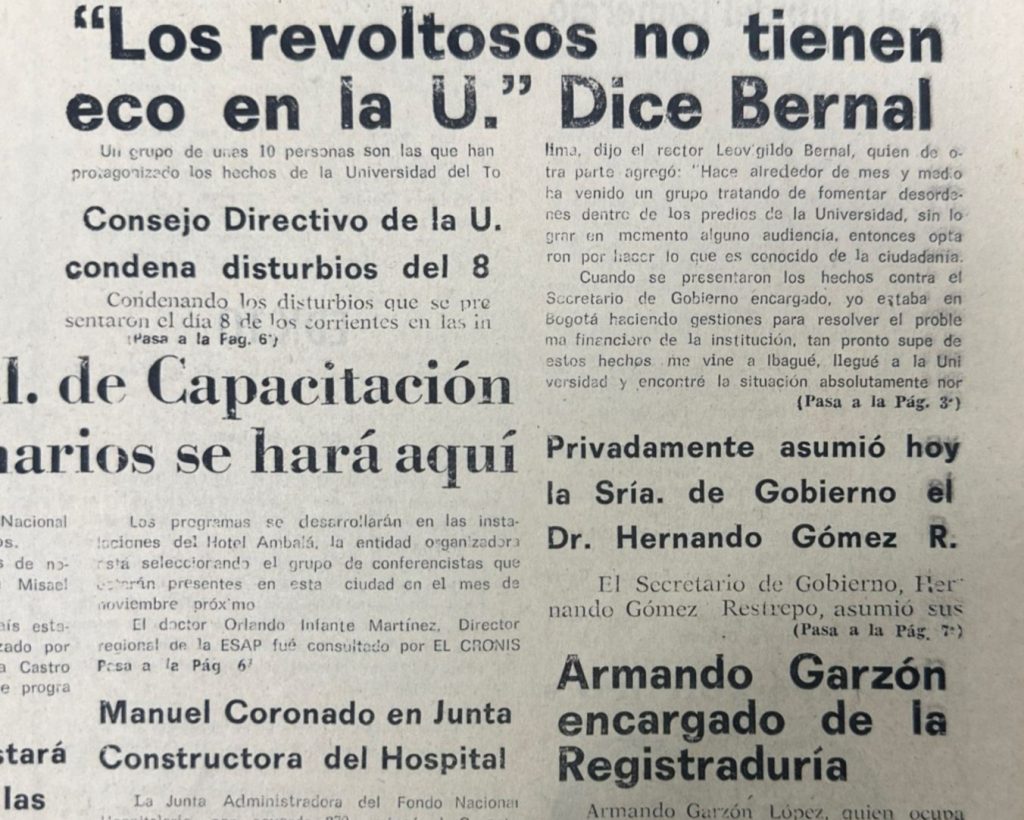 “Los revoltosos no tienen
eco en la U.” Dice Bernal
Un grupo de unas 10 personas son las que han
protagonizado los hechos de la Universidad del To
lima, dijo el rector Leovigildo Bernal, quien de o-
tra parte agregó: "Hace alrededor de mes y medio
ha venido un grupo tratando de fomentar desorde-
nes dentro de los predios de la Universidad, sin lo
grar en momento alguno audiencia, entonces opta
ron por hacer lo que es conocido de la ciudadanía.
Cuando se presentaron los hechos contra el
Secretario de Gobierno encargado, yo estaba en
Bogotá haciendo gestiones para resolver el proble
ma financiero de la institución, tan pronto supe de
estos hechos me vine a Ibagué, llegué a la Uni
versidad y encontré la situación absolutamente nor
(Pasa a la Pág. 3ª)
Consejo Directivo de la U.
condena disturbios del 8
Condenando los disturbios que se pre
sentaron el día 8 de los corrientes en las in
(Pasa a la Pag. 6ª)
l. de Capacitación
narios se hará aquí
Nacional
os.
s de no-
Misael
aís esta-
zado por
a Castro
e progra
stará
las
Los programas se desarrollarán en las insta-
laciones del Hotel Ambalá, la entidad organizadora
está seleccionando el grupo de conferencistas que
estarán presentes en esta ciudad en el mes de
noviembre próximo
El doctor Orlando Infante Martínez, Director
regional de la ESAP fué consultado por EL CRONIS
Pasa a la Pág 6ª
Manuel Coronado en Junta
Constructora del Hospital
La Junta Administradora del Fondo Nacional
Privadamente asumió hoy
la Sría. de Gobierno el
Dr. Hernando Gómez R.
El Secretario de Gobierno, Her
nando Gómez Restrepo, asumió sus
(Pasa a la Pág. 7ª)
Armando Garzón
encargado de la
Registraduría
Armando Garzón López, quien ocupa